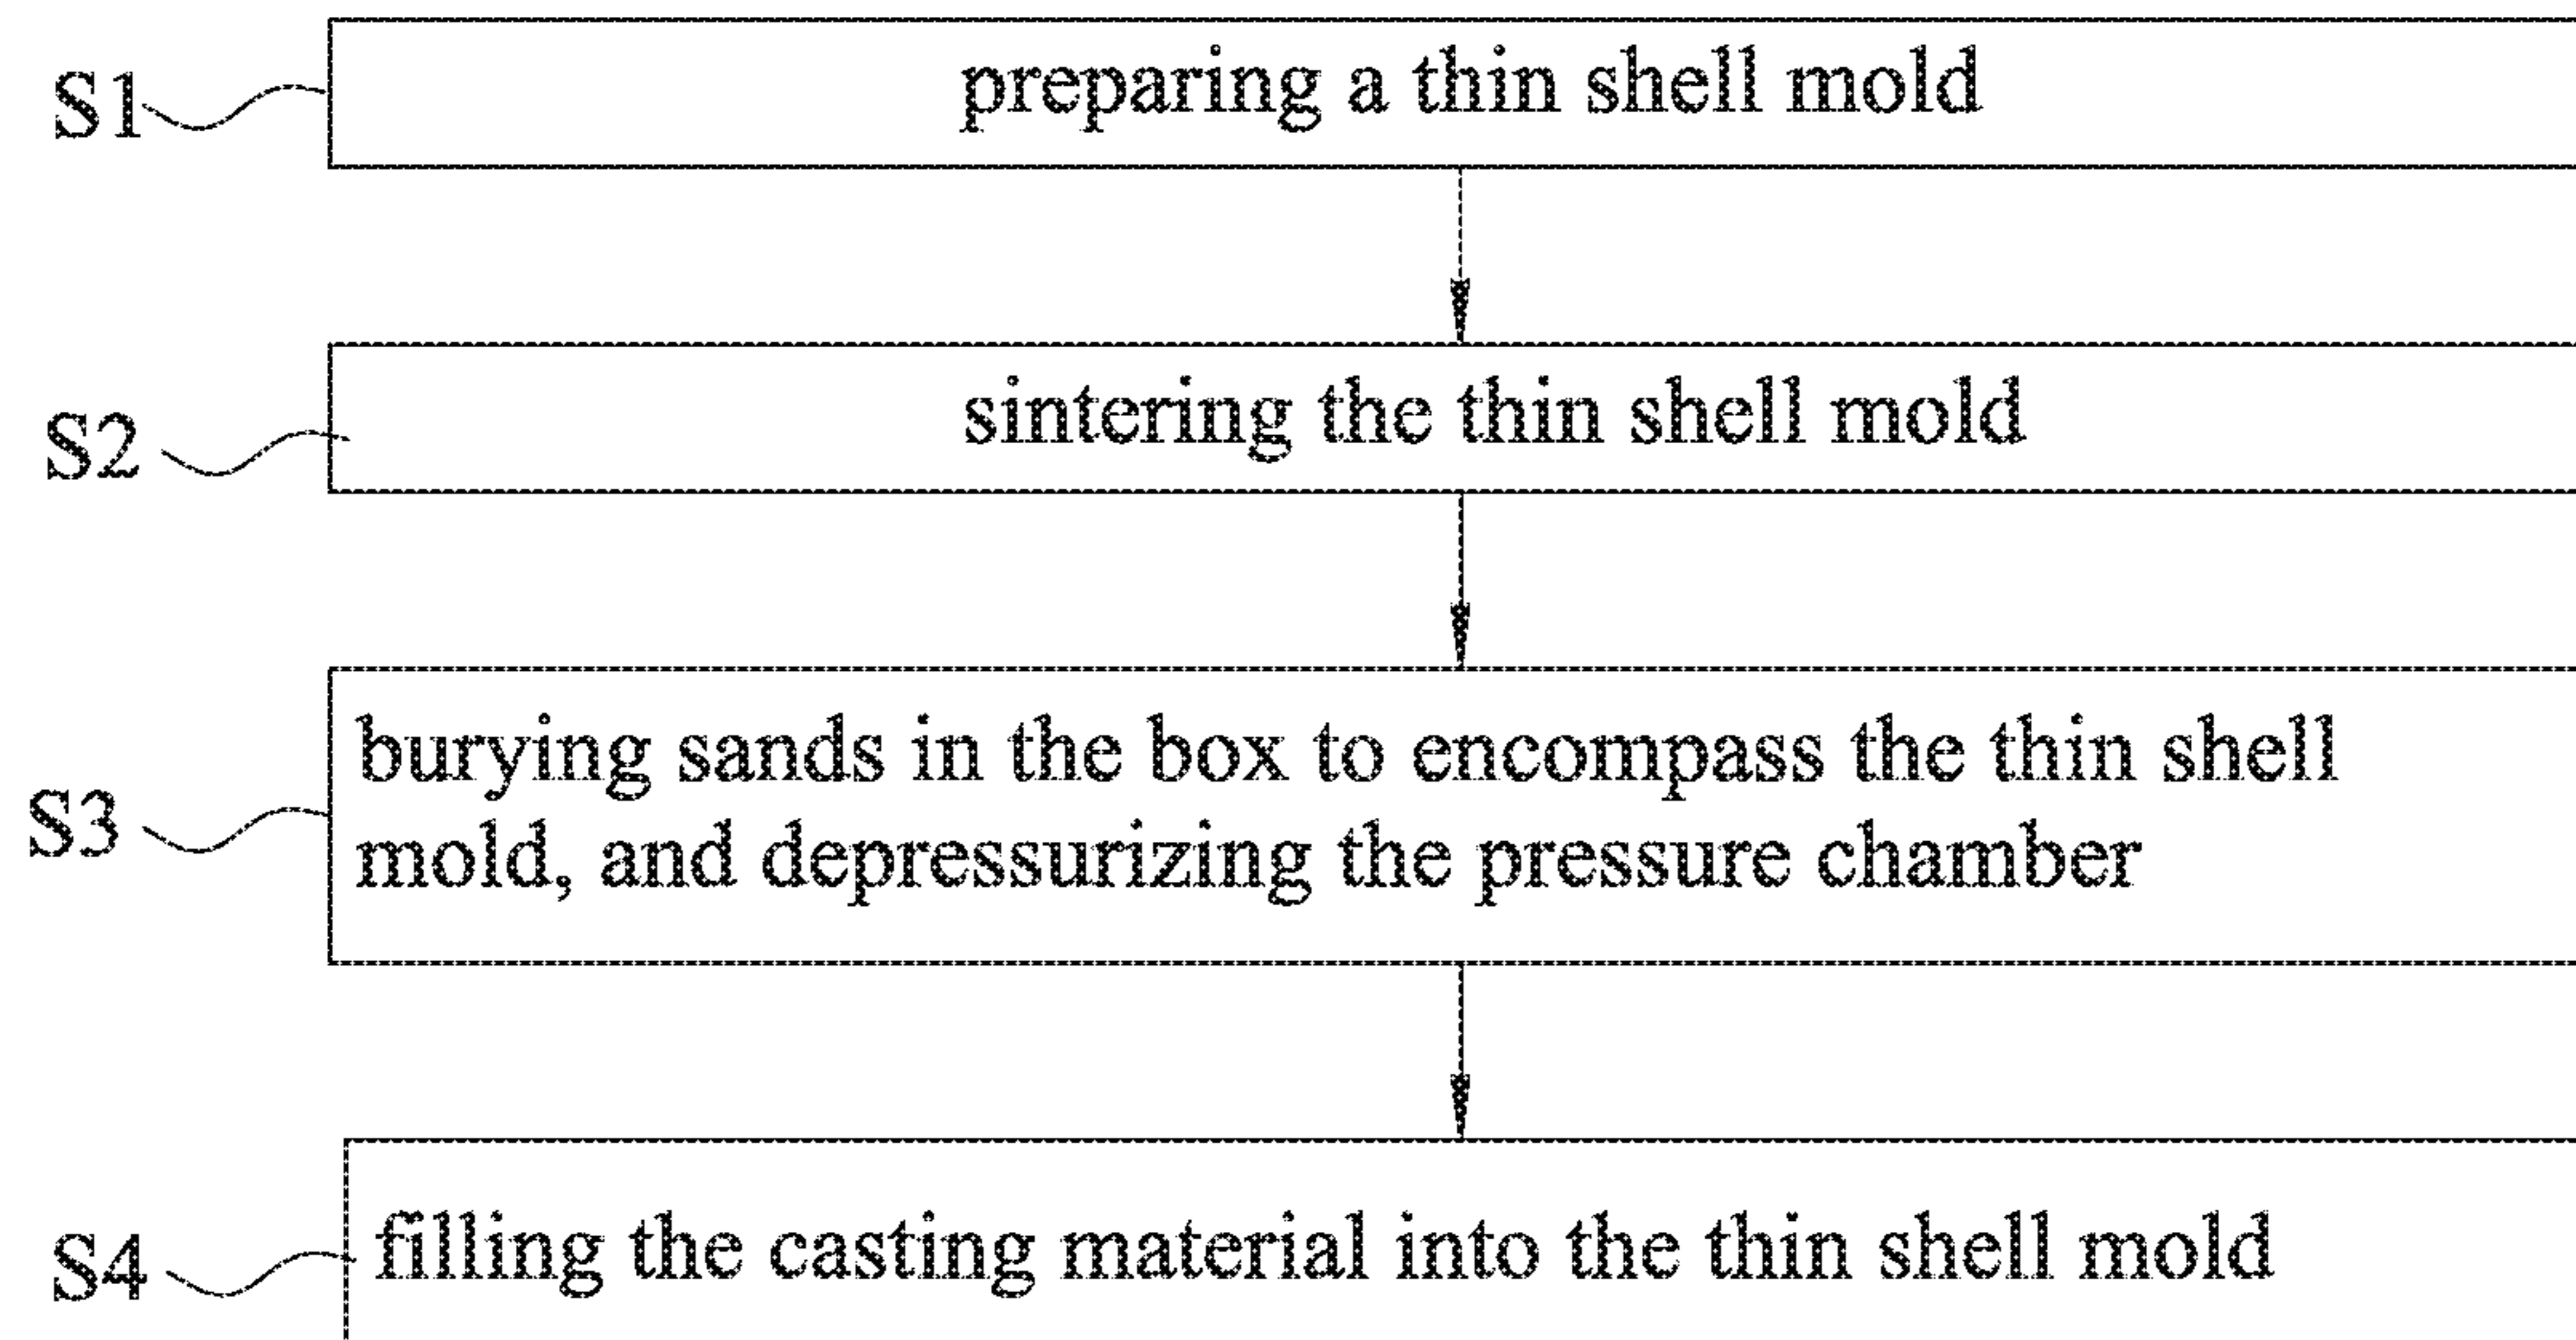 S1 preparing a thin shell mold
S2 sintering the thin shell mold
S3 burying sands in the box to encompass the thin shell
mold, and depressurizing the pressure chamber
S4 filling the casting material into the thin shell mold